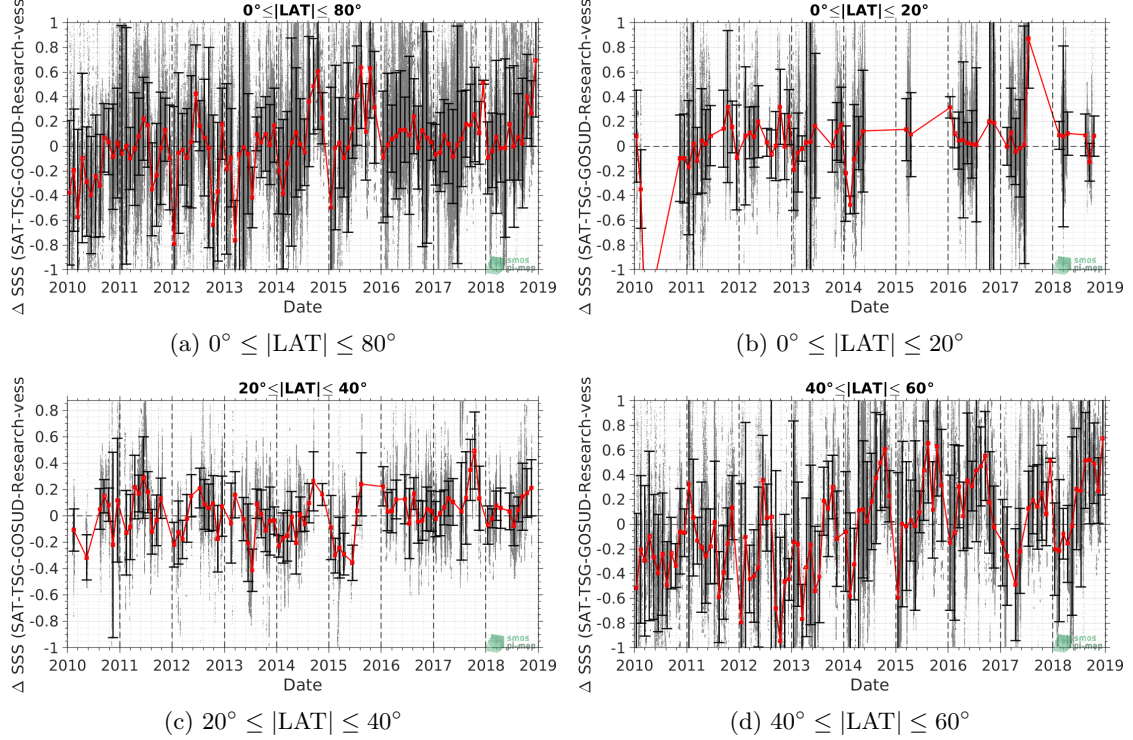 0°≤|LAT|≤ 80°
Δ SSS (SAT-TSG-GOSUD-Research-vess
1
0.8
0.6
0.4
0.2
0
-0.2
-0.4
-0.6
-0.8
-1
2010 2011 2012 2013 2014 2015 2016 2017 2018 2019
Date
smos
pi-mep
(a) 0° ≤ |LAT| ≤ 80°
0°≤|LAT|≤ 20°
Δ SSS (SAT-TSG-GOSUD-Research-vess
1
0.8
0.6
0.4
0.2
0
-0.2
-0.4
-0.6
-0.8
-1
2010 2011 2012 2013 2014 2015 2016 2017 2018 2019
Date
smos
pi-mep
(b) 0° ≤ |LAT| ≤ 20°
20°≤|LAT|≤ 40°
Δ SSS (SAT-TSG-GOSUD-Research-vess
0.8
0.6
0.4
0.2
0
-0.2
-0.4
-0.6
-0.8
-1
2010 2011 2012 2013 2014 2015 2016 2017 2018 2019
Date
smos
pi-mep
(c) 20° ≤ |LAT| ≤ 40°
40°≤|LAT|≤ 60°
Δ SSS (SAT-TSG-GOSUD-Research-vess
1
0.8
0.6
0.4
0.2
0
-0.2
-0.4
-0.6
-0.8
-1
2010 2011 2012 2013 2014 2015 2016 2017 2018 2019
Date
smos
pi-mep
(d) 40° ≤ |LAT| ≤ 60°